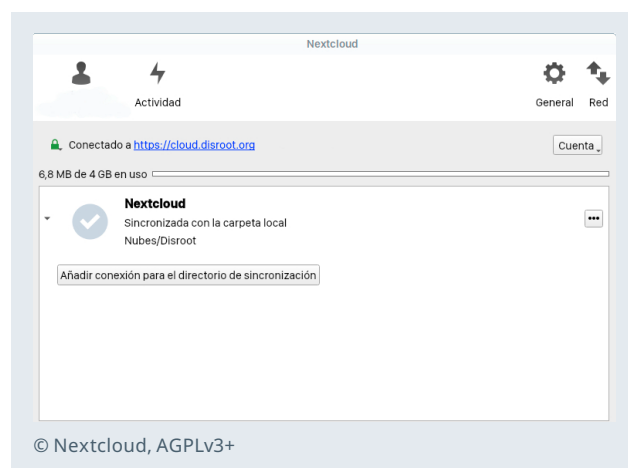 Nextcloud
Actividad
General Red
Conectado a https://cloud.disroot.org
Cuenta
6,8 MB de 4 GB en uso
Nextcloud
Sincronizada con la carpeta local
Nubes/Disroot
Añadir conexión para el directorio de sincronización
© Nextcloud, AGPLv3+